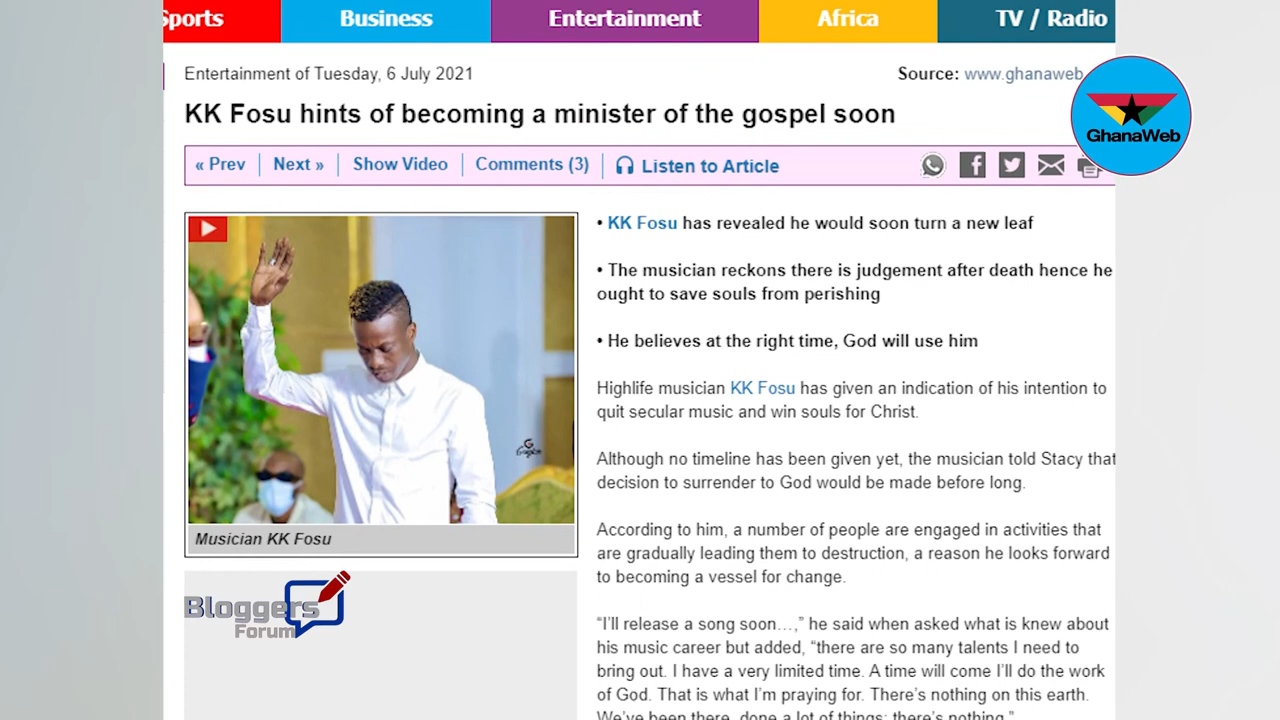 Sports Business Entertainment Africa TV / Radio
Entertainment of Tuesday, 6 July 2021
Source: www.ghanaweb.
GhanaWeb
KK Fosu hints of becoming a minister of the gospel soon
« Prev Next » Show Video Comments (3) Listen to Article
• KK Fosu has revealed he would soon turn a new leaf
• The musician reckons there is judgement after death hence he
ought to save souls from perishing
• He believes at the right time, God will use him
Highlife musician KK Fosu has given an indication of his intention to
quit secular music and win souls for Christ.
Although no timeline has been given yet, the musician told Stacy that
decision to surrender to God would be made before long.
According to him, a number of people are engaged in activities that
are gradually leading them to destruction, a reason he looks forward
to becoming a vessel for change.
“I’ll release a song soon…,” he said when asked what is knew about
his music career but added, “there are so many talents I need to
bring out. I have a very limited time. A time will come I’ll do the work
of God. That is what I’m praying for. There’s nothing on this earth.
We’ve been there, done a lot of things; there’s nothing.”
Musician KK Fosu
Bloggers
Forum